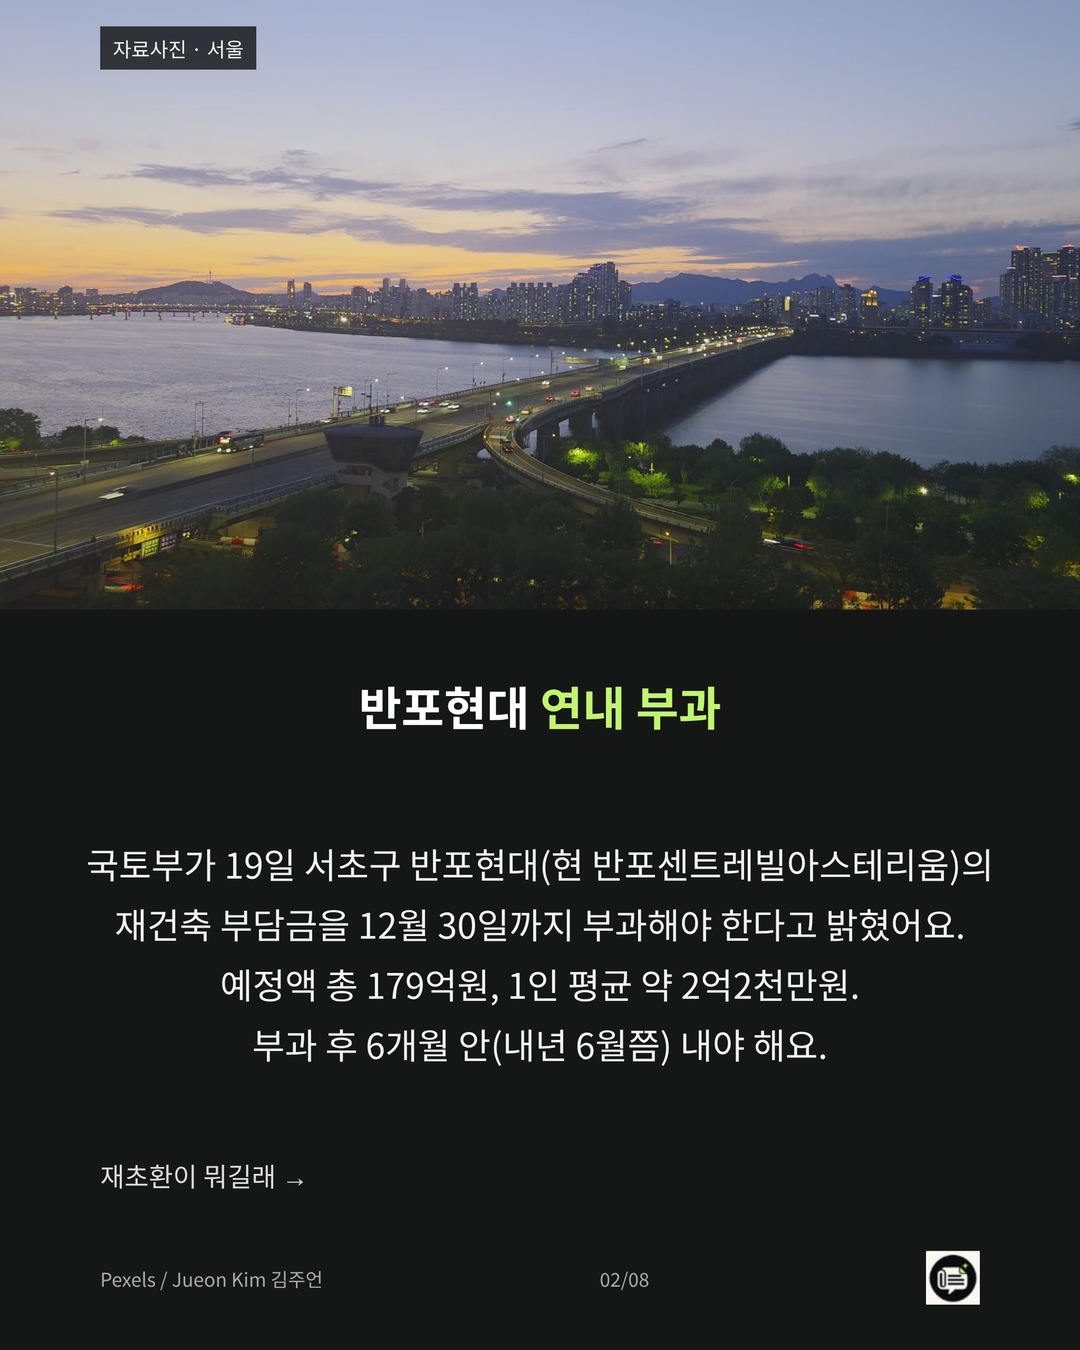 자료사진 · 서울
반포현대 연내 부과
국토부가 19일 서초구 반포현대(현 반포센트레빌아스테리움)의
재건축 부담금을 12월 30일까지 부과해야 한다고 밝혔어요.
예정액 총 179억원, 1인 평균 약 2억2천만원.
부과 후 6개월 안(내년 6월쯤) 내야 해요.
재초환이 뭐길래 →
Pexels / Jueon Kim 김주언
02/08